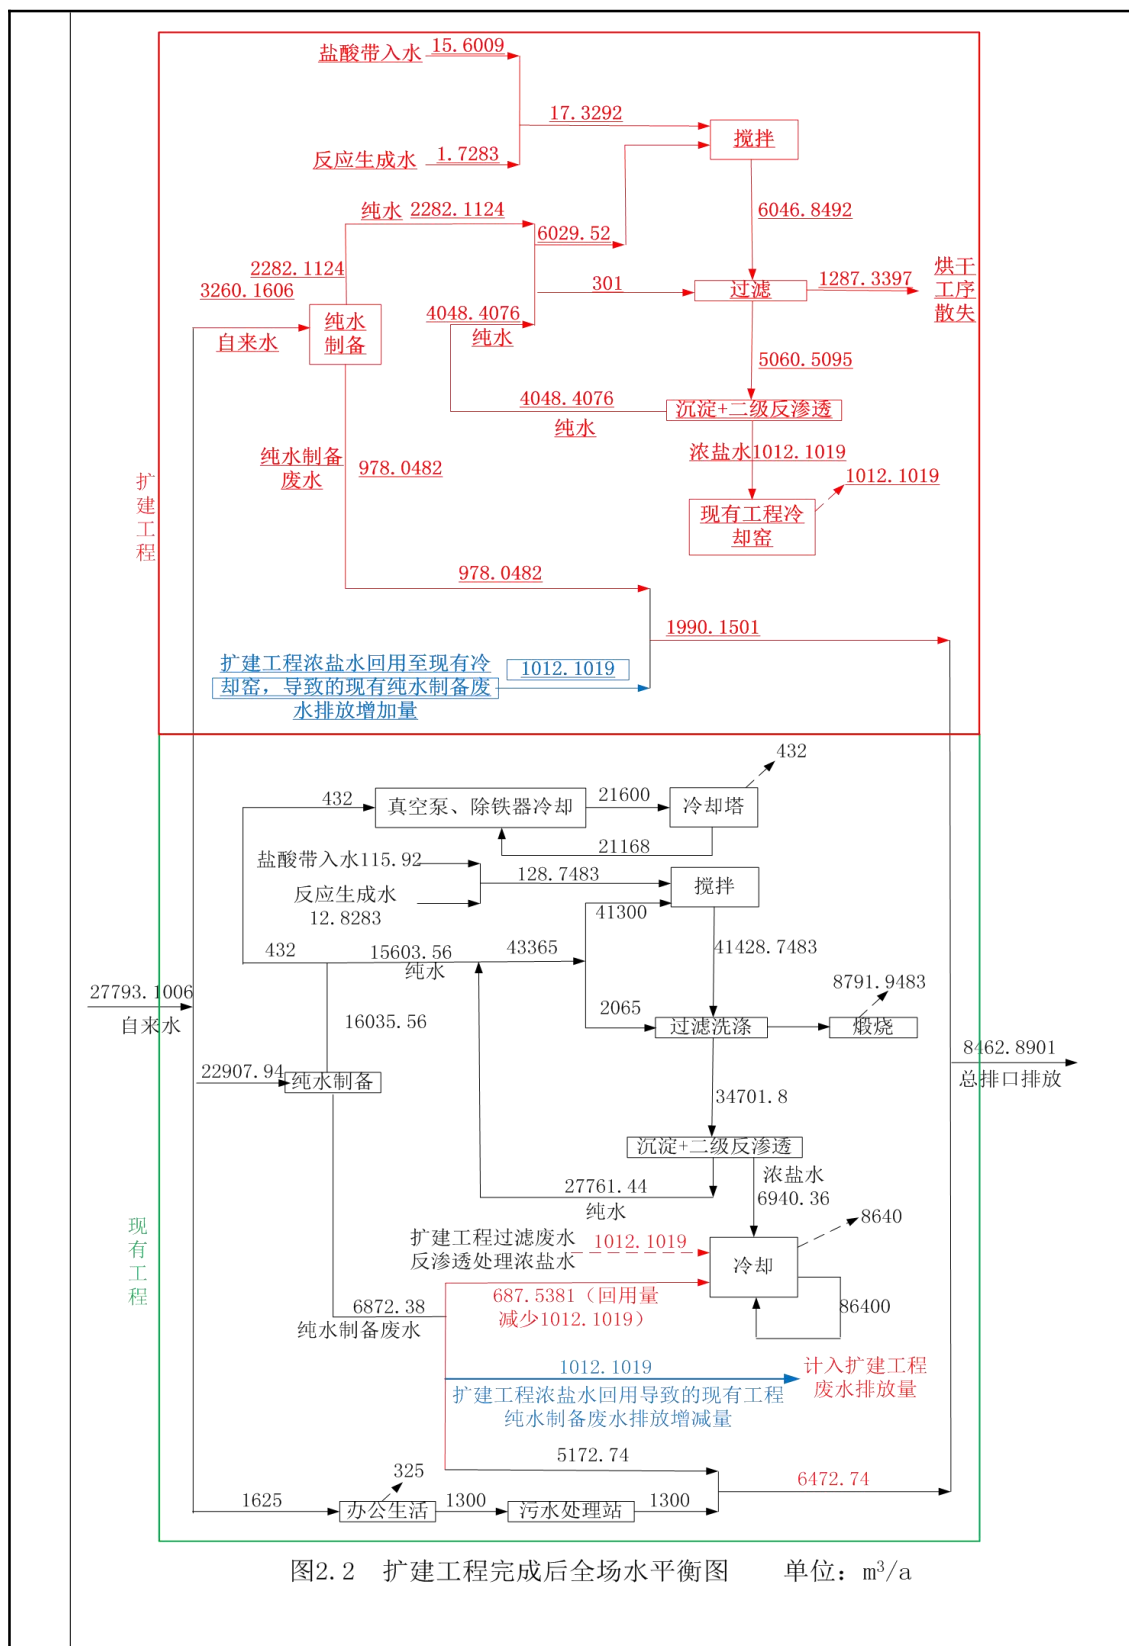 盐酸带入水
15.6009
17.3292
搅拌
反应生成水
1.7283
纯水
2282.1124
6029.52
6046.8492
2282.1124
3260.1606
自来水
纯水
制备
301
过滤
1287.3397
烘干
工序
散失
4048.4076
纯水
5060.5095
4048.4076
纯水
沉淀+二级反渗透
浓盐水1012.1019
1012.1019
现有工程冷
却窑
纯水制备
废水
978.0482
扩建工程
978.0482
1990.1501
扩建工程浓盐水回用至现有冷
却窑，导致的现有纯水制备废
水排放增加量
1012.1019
432
432
真空泵、除铁器冷却
21600
冷却塔
21168
盐酸带入水115.92
128.7483
搅拌
反应生成水
12.8283
41300
432
15603.56
纯水
43365
41428.7483
27793.1006
自来水
16035.56
2065
过滤洗涤
8791.9483
煅烧
22907.94
纯水制备
8462.8901
总排口排放
34701.8
沉淀+二级反渗透
27761.44
纯水
浓盐水
6940.36
8640
扩建工程过滤废水
反渗透处理浓盐水
1012.1019
冷却
现有工程
687.5381（回用量
减少1012.1019）
86400
6872.38
纯水制备废水
1012.1019
扩建工程浓盐水回用导致的现有工程
纯水制备废水排放增减量
计入扩建工程
废水排放量
5172.74
6472.74
325
1625
办公生活
1300
污水处理站
1300
图2.2 扩建工程完成后全场水平衡图 单位：m³/a